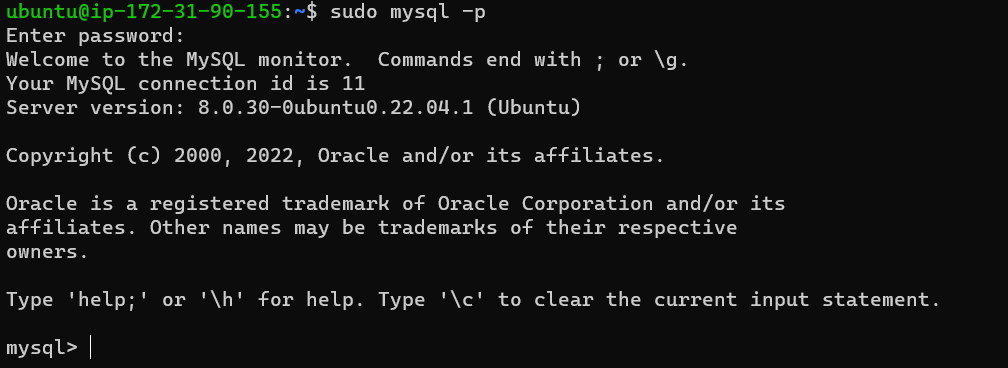 ubuntu@ip-172-31-90-155:~$ sudo mysql -p
Enter password:
Welcome to the MySQL monitor.  Commands end with ; or \g.
Your MySQL connection id is 11
Server version: 8.0.30-0ubuntu0.22.04.1 (Ubuntu)

Copyright (c) 2000, 2022, Oracle and/or its affiliates.

Oracle is a registered trademark of Oracle Corporation and/or its
affiliates. Other names may be trademarks of their respective
owners.

Type 'help;' or '\h' for help. Type '\c' to clear the current input statement.

mysql>